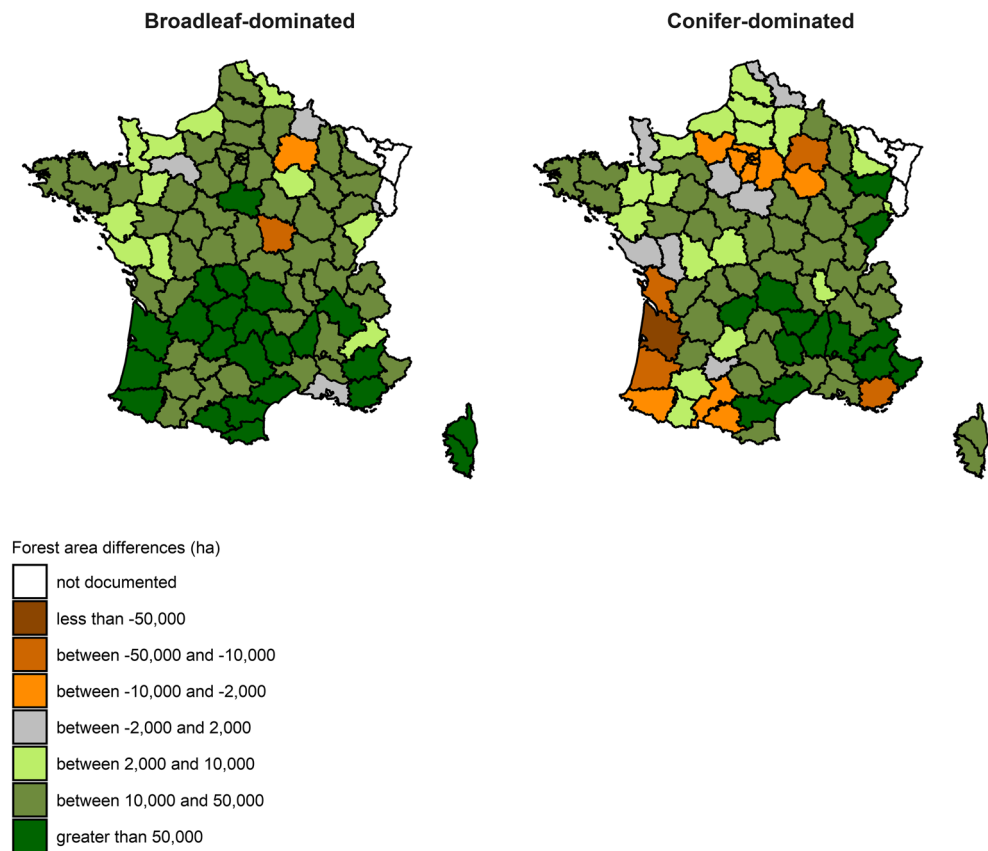 Broadleaf-dominated
Conifer-dominated
Forest area differences (ha)
not documented
less than -50,000
between -50,000 and -10,000
between -10,000 and -2,000
between -2,000 and 2,000
between 2,000 and 10,000
between 10,000 and 50,000
greater than 50,000